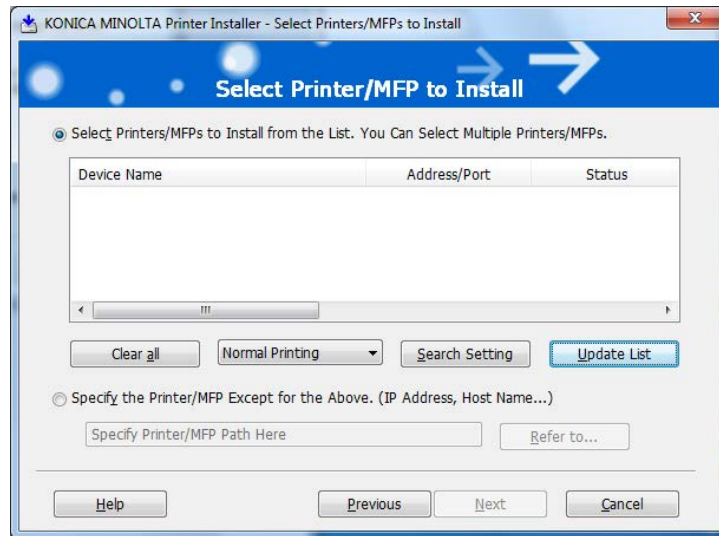 KONICA MINOLTA Printer Installer - Select Printers/MFPs to Install
Select Printer/MFP to Install
Select Printers/MFPs to Install from the List. You Can Select Multiple Printers/MFPs.
Device Name Address/Port Status
Clear all Normal Printing Search Setting Update List
Specify the Printer/MFP Except for the Above. (IP Address, Host Name...)
Specify Printer/MFP Path Here Refer to...
Help Previous Next Cancel